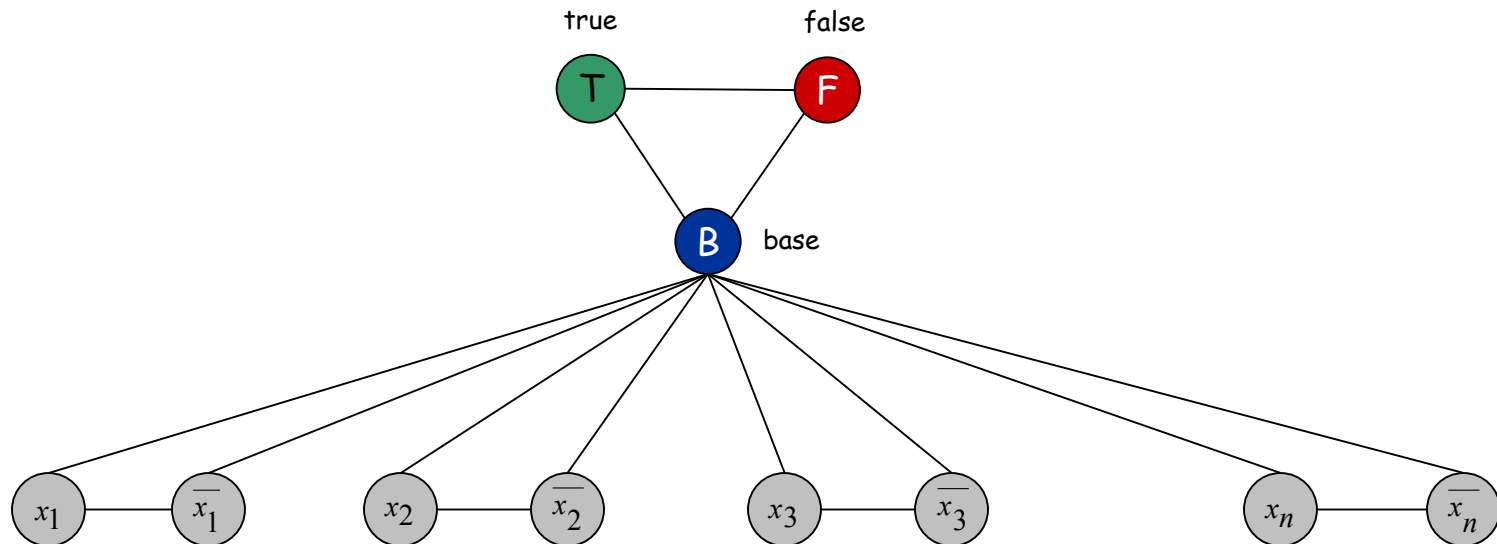 true false
T F
B base
x₁ x̅₁ x₂ x̅₂ x₃ x̅₃ xₙ x̅ₙ